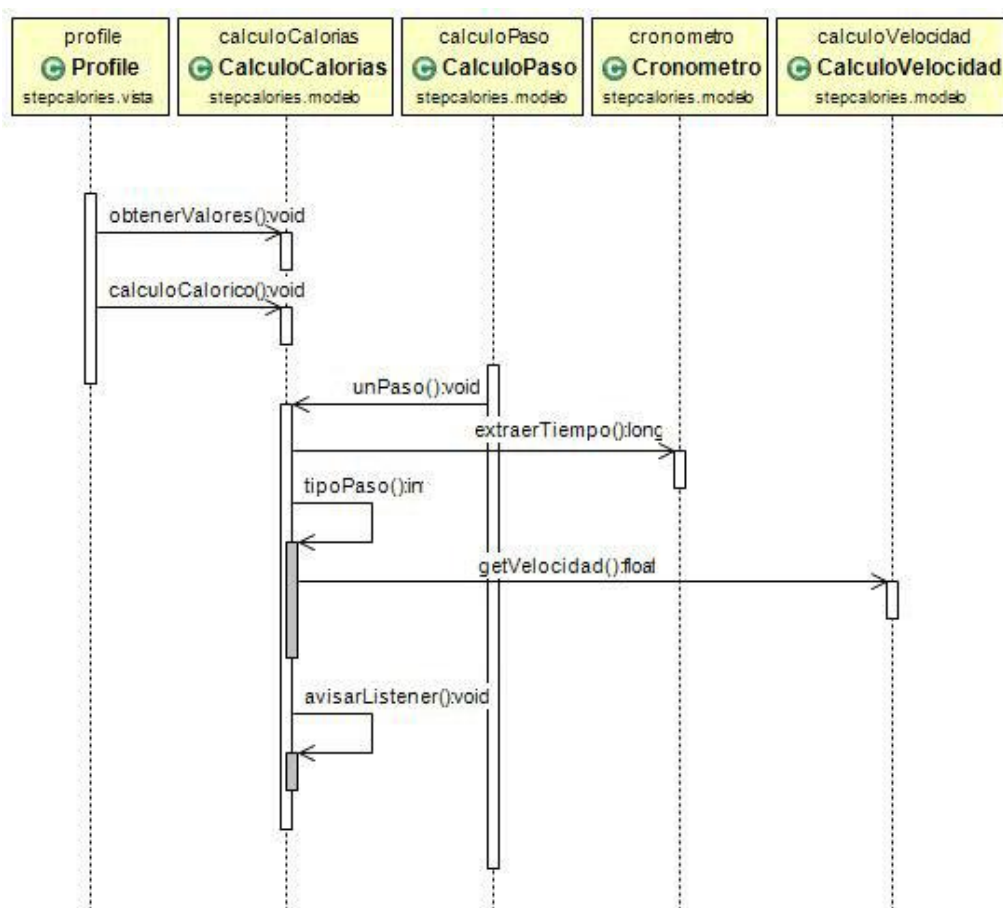 profile
C Profile
stepcalories.vista
calculoCalorias
C CalculoCalorias
stepcalories.modelo
calculoPaso
C CalculoPaso
stepcalories.modelo
cronometro
C Cronometro
stepcalories.modelo
calculoVelocidad
C CalculoVelocidad
stepcalories.modelo
obtenerValores():void
calculoCalorico():void
unPaso():void
extraerTiempo():long
tipoPaso():in
getVelocidad():float
avisarListener():void